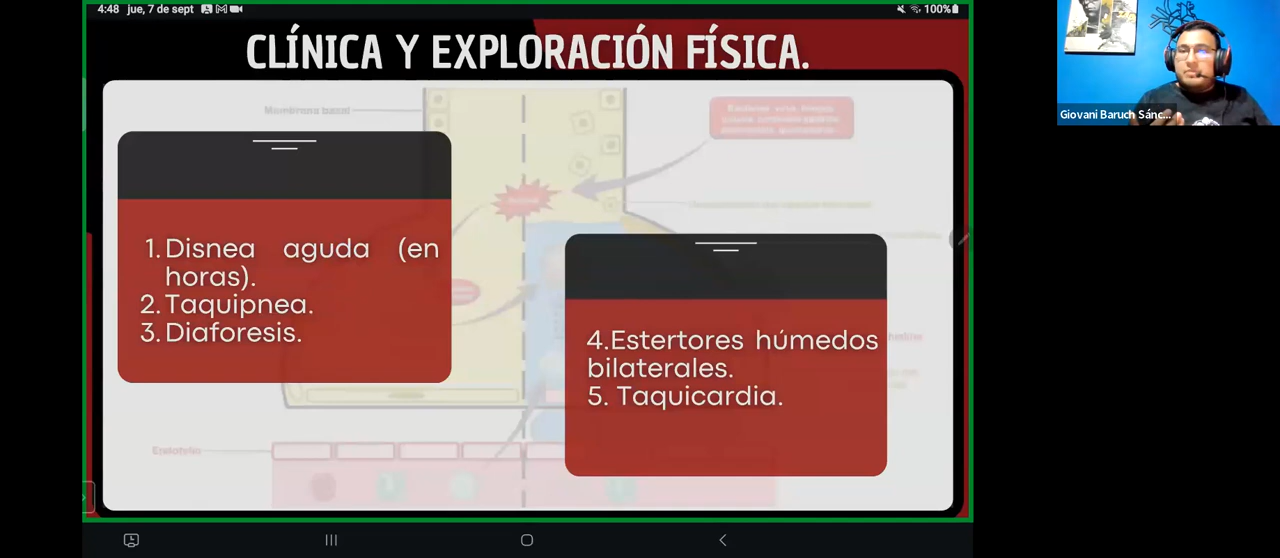 4:48 jue, 7 de sept
100%
CLÍNICA Y EXPLORACIÓN FÍSICA.
Membrana basal
1. Disnea aguda (en
horas).
2. Taquipnea.
3. Diaforesis.
4.Estertores húmedos
bilaterales.
5. Taquicardia.
Endotelio
Giovani Baruch Sánc...